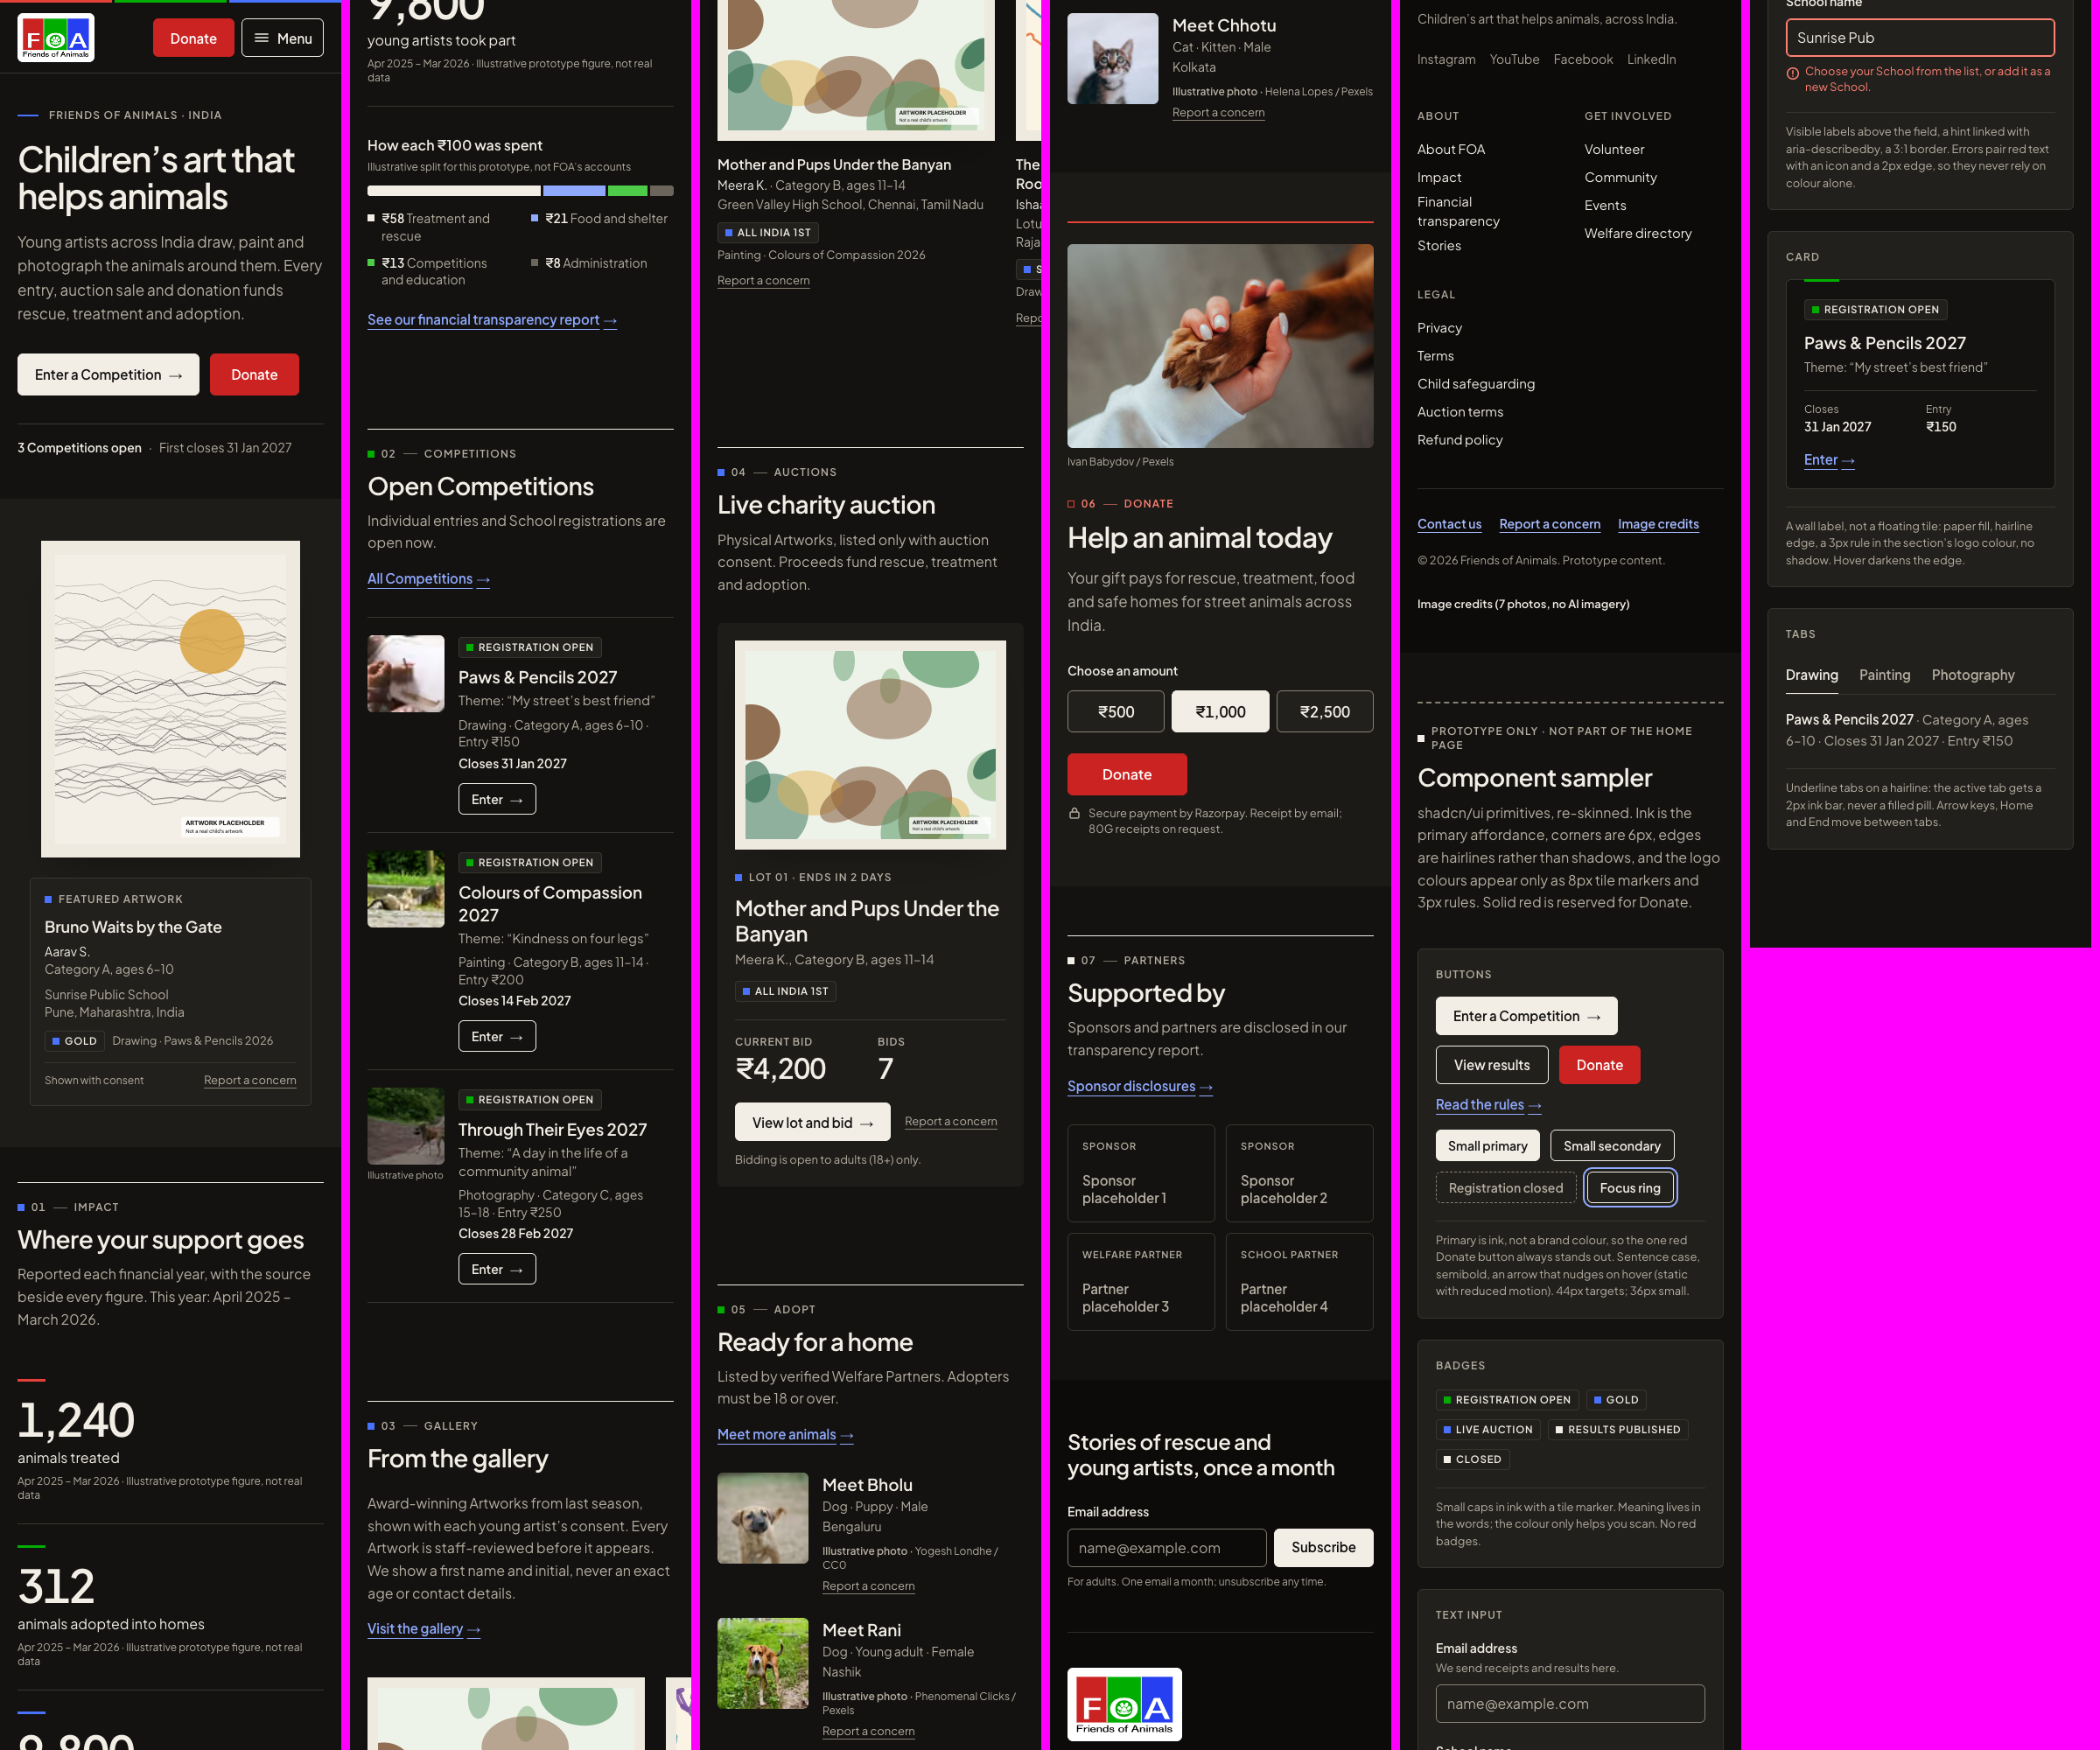 FOA
Friends of Animals
Donate
Menu
FRIENDS OF ANIMALS · INDIA
Children's art that
helps animals
Young artists across India draw, paint and
photograph the animals around them. Every
entry, auction sale and donation funds
rescue, treatment and adoption.
Enter a Competition →
Donate
3 Competitions open · First closes 31 Jan 2027
ARTWORK PLACEHOLDER
Not a real child's artwork
FEATURED ARTWORK
Bruno Waits by the Gate
Aarav S.
Category A, ages 6–10
Sunrise Public School
Pune, Maharashtra, India
GOLD
Drawing · Paws & Pencils 2026
Shown with consent
Report a concern
01 — IMPACT
Where your support goes
Reported each financial year, with the source
beside every figure. This year: April 2025 –
March 2026.
1,240
animals treated
Apr 2025 – Mar 2026 · Illustrative prototype figure, not real
data
312
animals adopted into homes
Apr 2025 – Mar 2026 · Illustrative prototype figure, not real
data
9,800
9,800
young artists took part
Apr 2025 – Mar 2026 · Illustrative prototype figure, not real
data
How each ₹100 was spent
Illustrative split for this prototype, not FOA's accounts
₹58 Treatment and
rescue
₹21 Food and shelter
₹13 Competitions
and education
₹8 Administration
See our financial transparency report →
02 — COMPETITIONS
Open Competitions
Individual entries and School registrations are
open now.
All Competitions →
REGISTRATION OPEN
Paws & Pencils 2027
Theme: “My street's best friend”
Drawing · Category A, ages 6–10 ·
Entry ₹150
Closes 31 Jan 2027
Enter →
REGISTRATION OPEN
Colours of Compassion
2027
Theme: “Kindness on four legs”
Painting · Category B, ages 11–14 ·
Entry ₹200
Closes 14 Feb 2027
Enter →
Illustrative photo
REGISTRATION OPEN
Through Their Eyes 2027
Theme: “A day in the life of a
community animal”
Photography · Category C, ages
15–18 · Entry ₹250
Closes 28 Feb 2027
Enter →
03 — GALLERY
From the gallery
Award-winning Artworks from last season,
shown with each young artist's consent. Every
Artwork is staff-reviewed before it appears.
We show a first name and initial, never an exact
age or contact details.
Visit the gallery →
ARTWORK PLACEHOLDER
Not a real child's artwork
Mother and Pups Under the Banyan
Meera K. · Category B, ages 11–14
Green Valley High School, Chennai, Tamil Nadu
ALL INDIA 1ST
Painting · Colours of Compassion 2026
Report a concern
The
Roo
Isha
Lotu
Raja
S
Draw
Repo
04 — AUCTIONS
Live charity auction
Physical Artworks, listed only with auction
consent. Proceeds fund rescue, treatment
and adoption.
ARTWORK PLACEHOLDER
Not a real child's artwork
LOT 01 · ENDS IN 2 DAYS
Mother and Pups Under the
Banyan
Meera K., Category B, ages 11–14
ALL INDIA 1ST
CURRENT BID
₹4,200
BIDS
7
View lot and bid →
Report a concern
Bidding is open to adults (18+) only.
05 — ADOPT
Ready for a home
Listed by verified Welfare Partners. Adopters
must be 18 or over.
Meet more animals →
Meet Bholu
Dog · Puppy · Male
Bengaluru
Illustrative photo · Yogesh Londhe /
CC0
Report a concern
Meet Rani
Dog · Young adult · Female
Nashik
Illustrative photo · Phenomenal Clicks /
Pexels
Report a concern
Meet Chhotu
Cat · Kitten · Male
Kolkata
Illustrative photo · Helena Lopes / Pexels
Report a concern
Ivan Babydov / Pexels
06 — DONATE
Help an animal today
Your gift pays for rescue, treatment, food
and safe homes for street animals across
India.
Choose an amount
₹500
₹1,000
₹2,500
Donate
Secure payment by Razorpay. Receipt by email;
80G receipts on request.
07 — PARTNERS
Supported by
Sponsors and partners are disclosed in our
transparency report.
Sponsor disclosures →
SPONSOR
Sponsor
placeholder 1
SPONSOR
Sponsor
placeholder 2
WELFARE PARTNER
Partner
placeholder 3
SCHOOL PARTNER
Partner
placeholder 4
Stories of rescue and
young artists, once a month
Email address
name@example.com
Subscribe
For adults. One email a month; unsubscribe any time.
FOA
Friends of Animals
Children's art that helps animals, across India.
Instagram
YouTube
Facebook
LinkedIn
ABOUT
About FOA
Impact
Financial
transparency
Stories
GET INVOLVED
Volunteer
Community
Events
Welfare directory
LEGAL
Privacy
Terms
Child safeguarding
Auction terms
Refund policy
Contact us
Report a concern
Image credits
© 2026 Friends of Animals. Prototype content.
Image credits (7 photos, no AI imagery)
PROTOTYPE ONLY · NOT PART OF THE HOME
PAGE
Component sampler
shadcn/ui primitives, re-skinned. Ink is the
primary affordance, corners are 6px, edges
are hairlines rather than shadows, and the logo
colours appear only as 8px tile markers and
3px rules. Solid red is reserved for Donate.
BUTTONS
Enter a Competition →
View results
Donate
Read the rules →
Small primary
Small secondary
Registration closed
Focus ring
Primary is ink, not a brand colour, so the one red
Donate button always stands out. Sentence case,
semibold, an arrow that nudges on hover (static
with reduced motion). 44px targets; 36px small.
BADGES
REGISTRATION OPEN
GOLD
LIVE AUCTION
RESULTS PUBLISHED
CLOSED
Small caps in ink with a tile marker. Meaning lives in
the words; the colour only helps you scan. No red
badges.
TEXT INPUT
Email address
We send receipts and results here.
name@example.com
School name
Sunrise Pub
Choose your School from the list, or add it as a
new School.
Visible labels above the field, a hint linked with
aria-describedby, a 3:1 border. Errors pair red text
with an icon and a 2px edge, so they never rely on
colour alone.
CARD
REGISTRATION OPEN
Paws & Pencils 2027
Theme: “My street's best friend”
Closes
31 Jan 2027
Entry
₹150
Enter →
A wall label, not a floating tile: paper fill, hairline
edge, a 3px rule in the section's logo colour, no
shadow. Hover darkens the edge.
TABS
Drawing
Painting
Photography
Paws & Pencils 2027 · Category A, ages
6–10 · Closes 31 Jan 2027 · Entry ₹150
Underline tabs on a hairline: the active tab gets a
2px ink bar, never a filled pill. Arrow keys, Home
and End move between tabs.